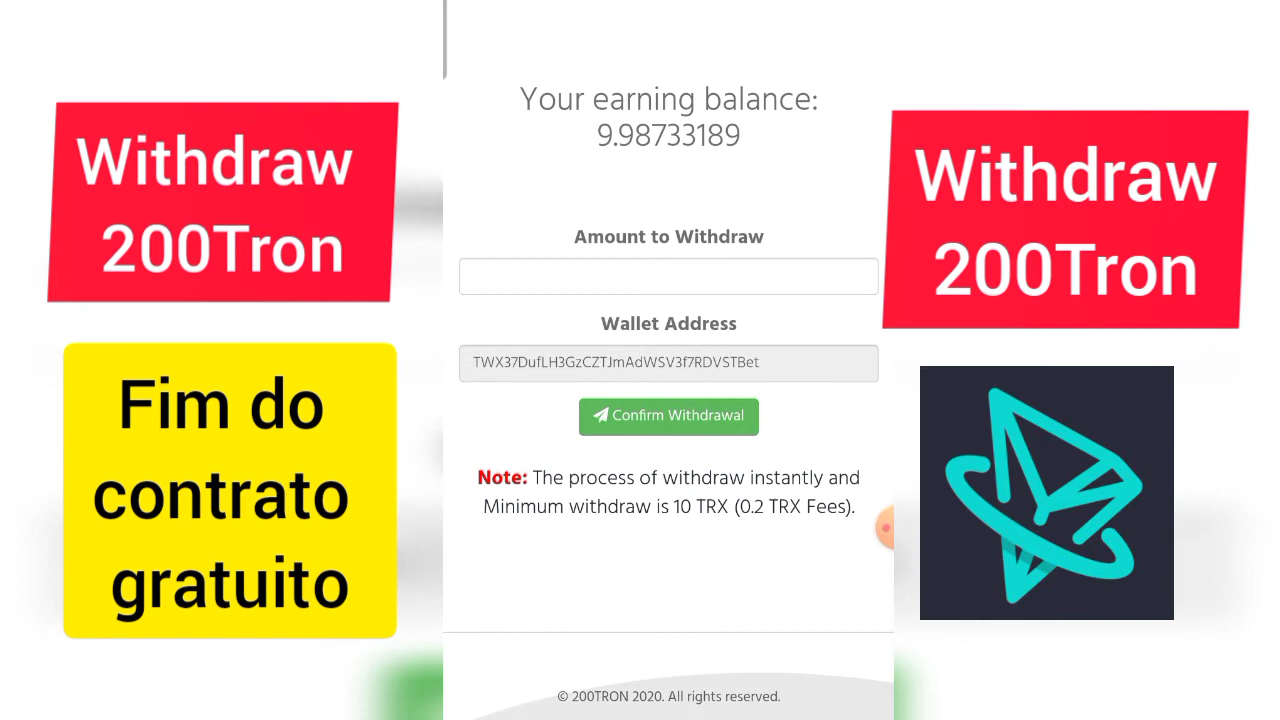 Withdraw
200Tron
Fim do
contrato
gratuito
Your earning balance:
9.98733189
Amount to Withdraw
Wallet Address
TWX37DufLH3GzCZTJmAdWSV3f7RDVSTBet
Confirm Withdrawal
Note: The process of withdraw instantly and
Minimum withdraw is 10 TRX (0.2 TRX Fees).
© 200TRON 2020. All rights reserved.
Withdraw
200Tron